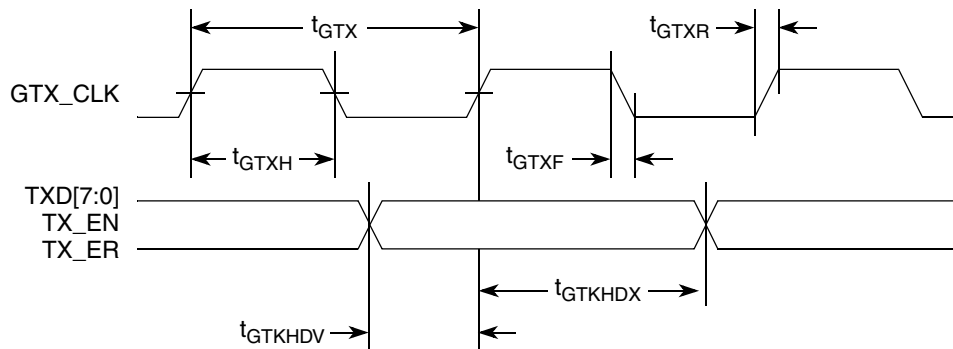 tGTX
tGTXR
GTX_CLK
tGTXH
tGTXF
TXD[7:0]
TX_EN
TX_ER
tGTKHDX
tGTKHDV